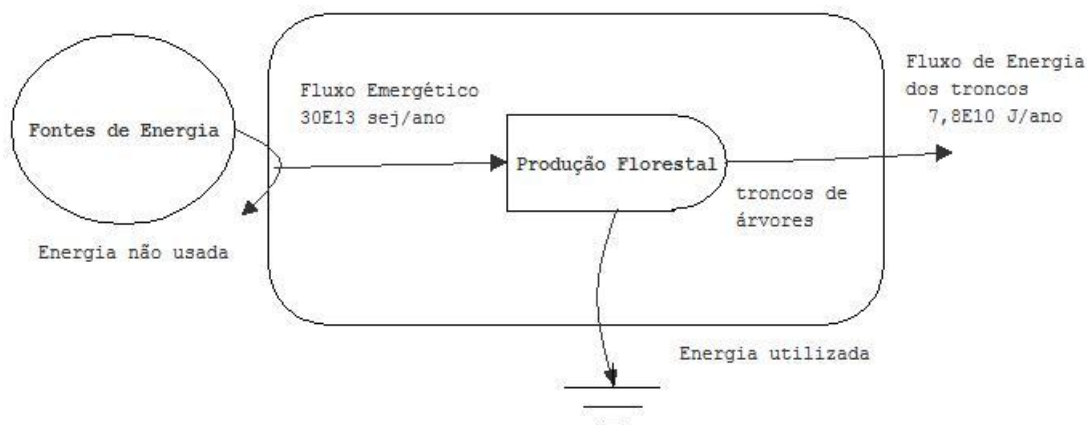 Fontes de Energia
Energia não usada
Fluxo Emergético
30E13 sej/ano
Produção Florestal
troncos de
árvores
Fluxo de Energia
dos troncos
7,8E10 J/ano
Energia utilizada